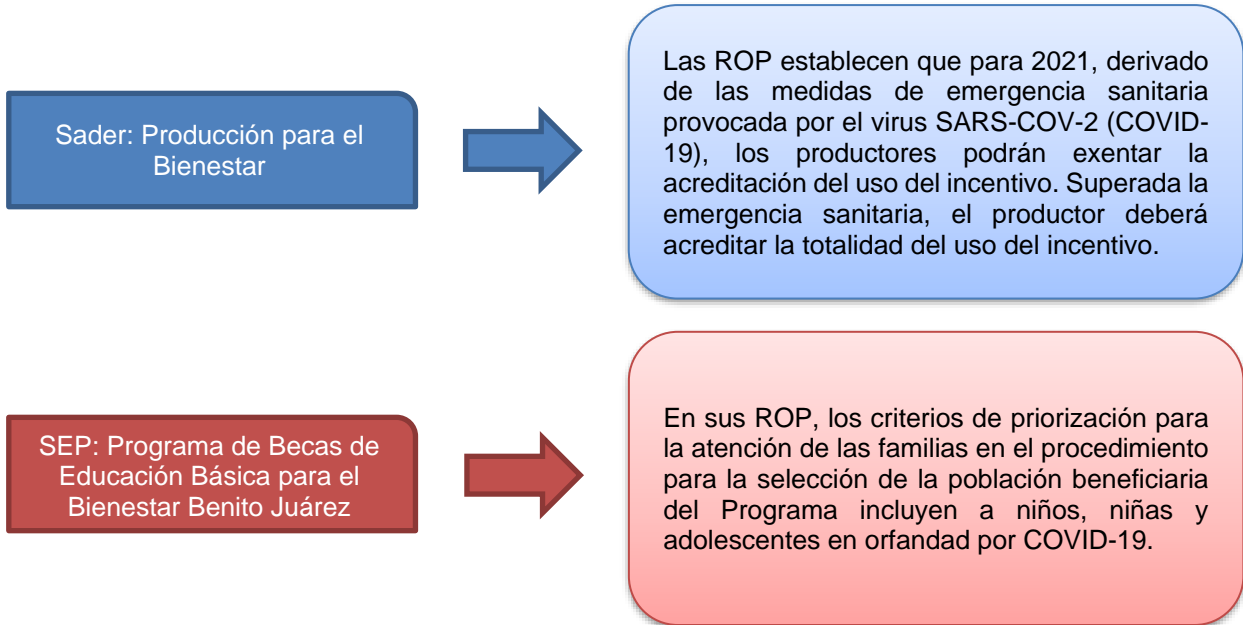 Sader: Producción para el
Bienestar
Las ROP establecen que para 2021, derivado
de las medidas de emergencia sanitaria
provocada por el virus SARS-COV-2 (COVID-
19), los productores podrán exentar la
acreditación del uso del incentivo. Superada la
emergencia sanitaria, el productor deberá
acreditar la totalidad del uso del incentivo.
SEP: Programa de Becas de
Educación Básica para el
Bienestar Benito Juárez
En sus ROP, los criterios de priorización para
la atención de las familias en el procedimiento
para la selección de la población beneficiaria
del Programa incluyen a niños, niñas y
adolescentes en orfandad por COVID-19.